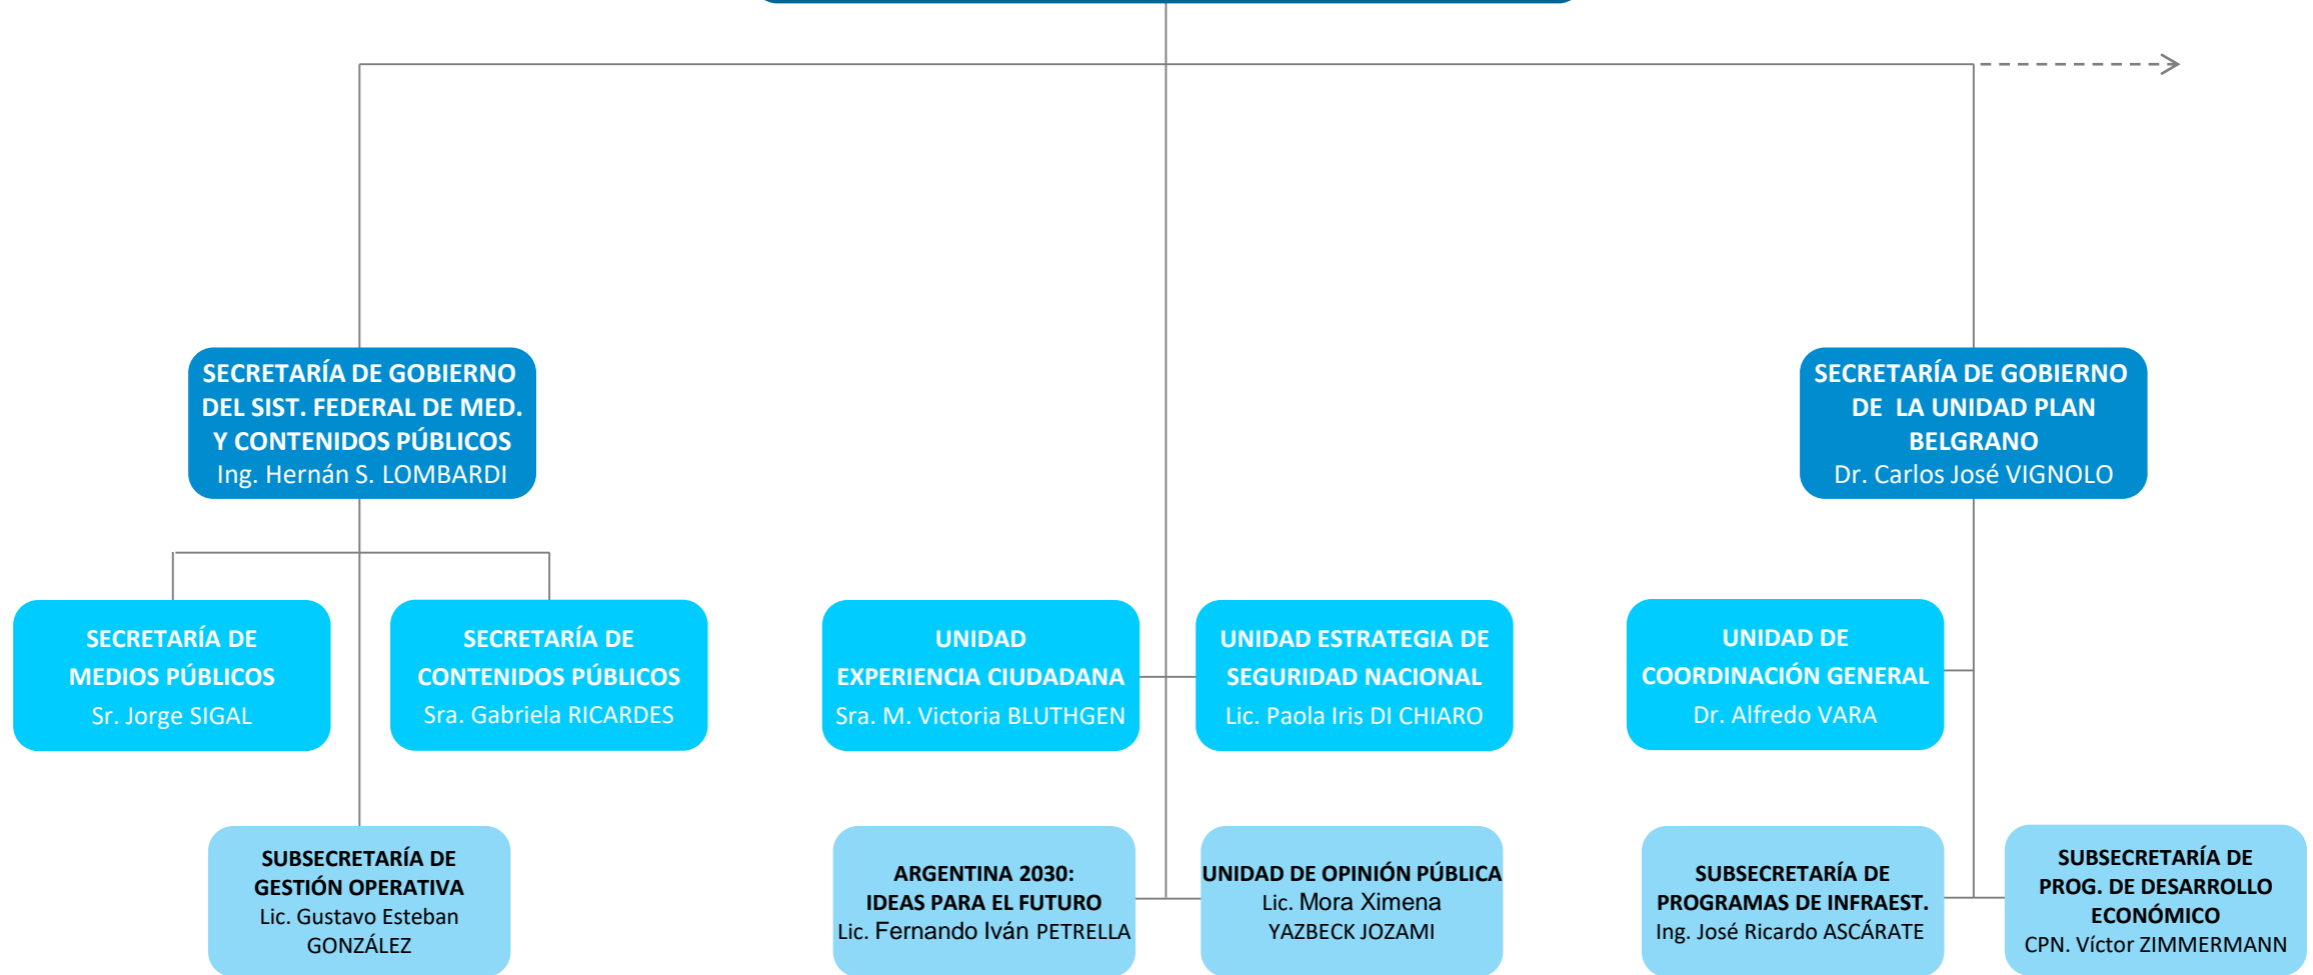 SECRETARÍA DE GOBIERNO
DEL SIST. FEDERAL DE MED.
Y CONTENIDOS PÚBLICOS
Ing. Hernán S. LOMBARDI
SECRETARÍA DE GOBIERNO
DE LA UNIDAD PLAN
BELGRANO
Dr. Carlos José VIGNOLO
SECRETARÍA DE
MEDIOS PÚBLICOS
Sr. Jorge SIGAL
SECRETARÍA DE
CONTENIDOS PÚBLICOS
Sra. Gabriela RICARDES
UNIDAD
EXPERIENCIA CIUDADANA
Sra. M. Victoria BLUTHGEN
UNIDAD ESTRATEGIA DE
SEGURIDAD NACIONAL
Lic. Paola Iris DI CHIARO
UNIDAD DE
COORDINACIÓN GENERAL
Dr. Alfredo VARA
SUBSECRETARÍA DE
GESTIÓN OPERATIVA
Lic. Gustavo Esteban
GONZÁLEZ
ARGENTINA 2030:
IDEAS PARA EL FUTURO
Lic. Fernando Iván PETRELLA
UNIDAD DE OPINIÓN PÚBLICA
Lic. Mora Ximena
YAZBECK JOZAMI
SUBSECRETARÍA DE
PROGRAMAS DE INFRAEST.
Ing. José Ricardo ASCÁRATE
SUBSECRETARÍA DE
PROG. DE DESARROLLO
ECONÓMICO
CPN. Víctor ZIMMERMANN